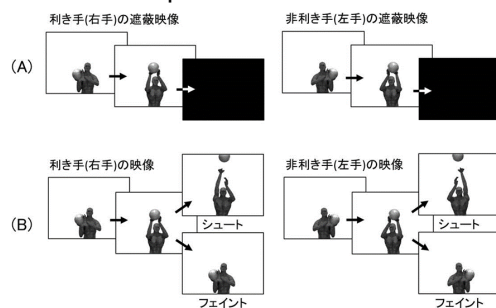 利き手(右手)の遮蔽映像
非利き手(左手)の遮蔽映像
(A)
利き手(右手)の映像
非利き手(左手)の映像
(B)
シュート
シュート
フェイント
フェイント